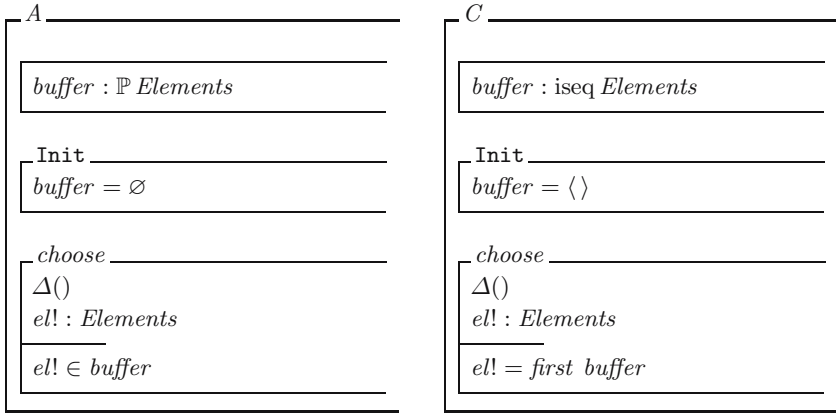 A
buffer : ℙ Elements
Init
buffer = ∅
choose
Δ()
el! : Elements
el! ∈ buffer
C
buffer : iseq Elements
Init
buffer = ⟨ ⟩
choose
Δ()
el! : Elements
el! = first buffer